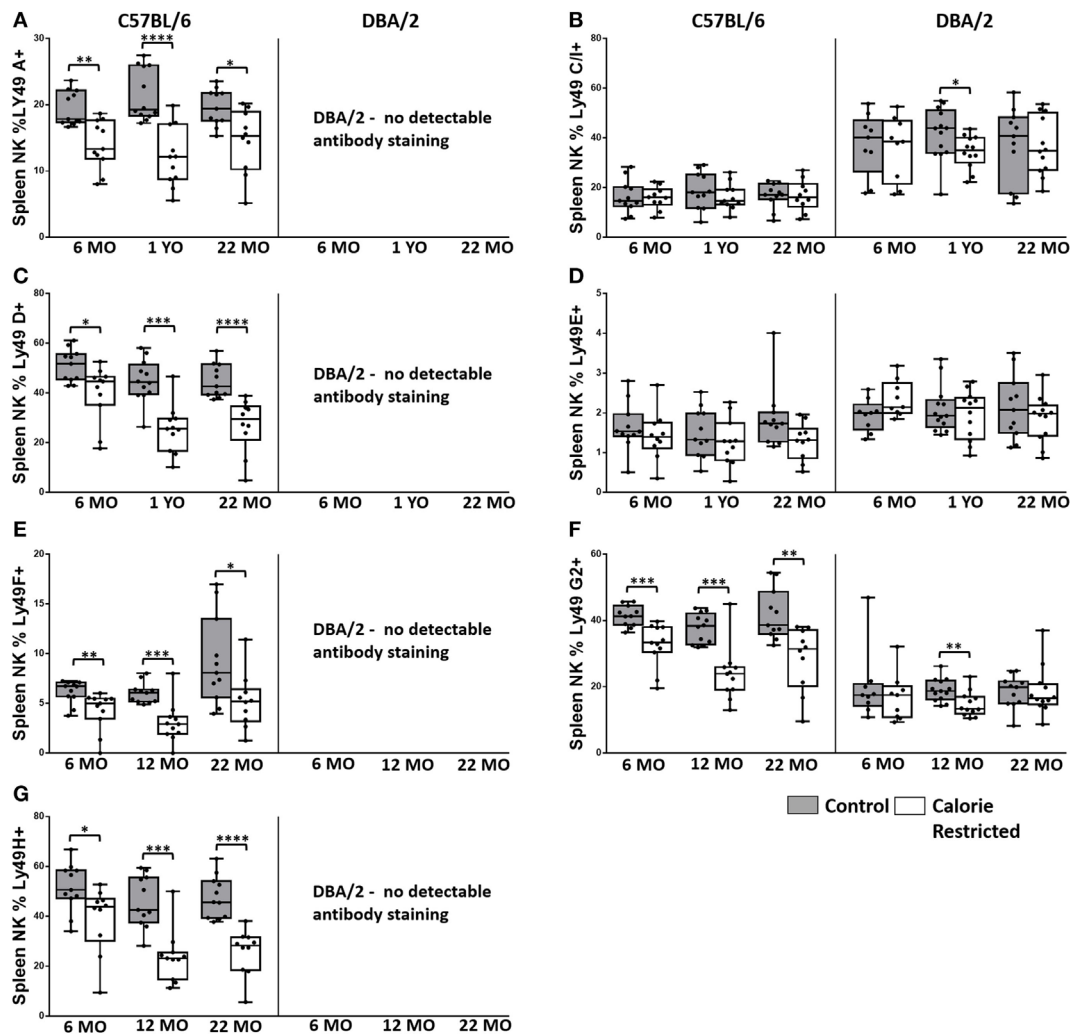 A
C57BL/6
DBA/2
Spleen NK %LY49 A+
30
20
10
0
**
****
*
DBA/2 - no detectable
antibody staining
6 MO 1 YO 22 MO 6 MO 1 YO 22 MO
B
C57BL/6
DBA/2
Spleen NK % Ly49 C/I+
80
60
40
20
0
*
6 MO 1 YO 22 MO 6 MO 1 YO 22 MO
C
Spleen NK % Ly49 D+
80
60
40
20
0
*
***
****
DBA/2 - no detectable
antibody staining
6 MO 1 YO 22 MO 6 MO 1 YO 22 MO
D
Spleen NK % Ly49E+
5
4
3
2
1
0
6 MO 1 YO 22 MO 6 MO 1 YO 22 MO
E
Spleen NK % Ly49F+
20
15
10
5
0
**
***
*
DBA/2 - no detectable
antibody staining
6 MO 12 MO 22 MO 6 MO 12 MO 22 MO
F
Spleen NK % Ly49 G2+
60
40
20
0
***
***
**
**
6 MO 12 MO 22 MO 6 MO 12 MO 22 MO
Control Calorie
Restricted
G
Spleen NK % Ly49H+
80
60
40
20
0
*
***
****
DBA/2 - no detectable
antibody staining
6 MO 12 MO 22 MO 6 MO 12 MO 22 MO